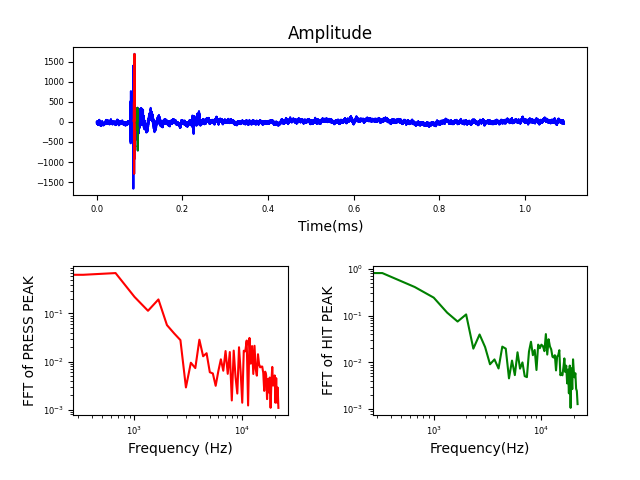 Amplitude
1500
1000
500
0
−500
−1000
−1500
0.0 0.2 0.4 0.6 0.8 1.0
Time(ms)
FFT of PRESS PEAK
10⁻¹
10⁻²
10⁻³
10³ 10⁴
Frequency (Hz)
FFT of HIT PEAK
10⁰
10⁻¹
10⁻²
10⁻³
10³ 10⁴
Frequency(Hz)